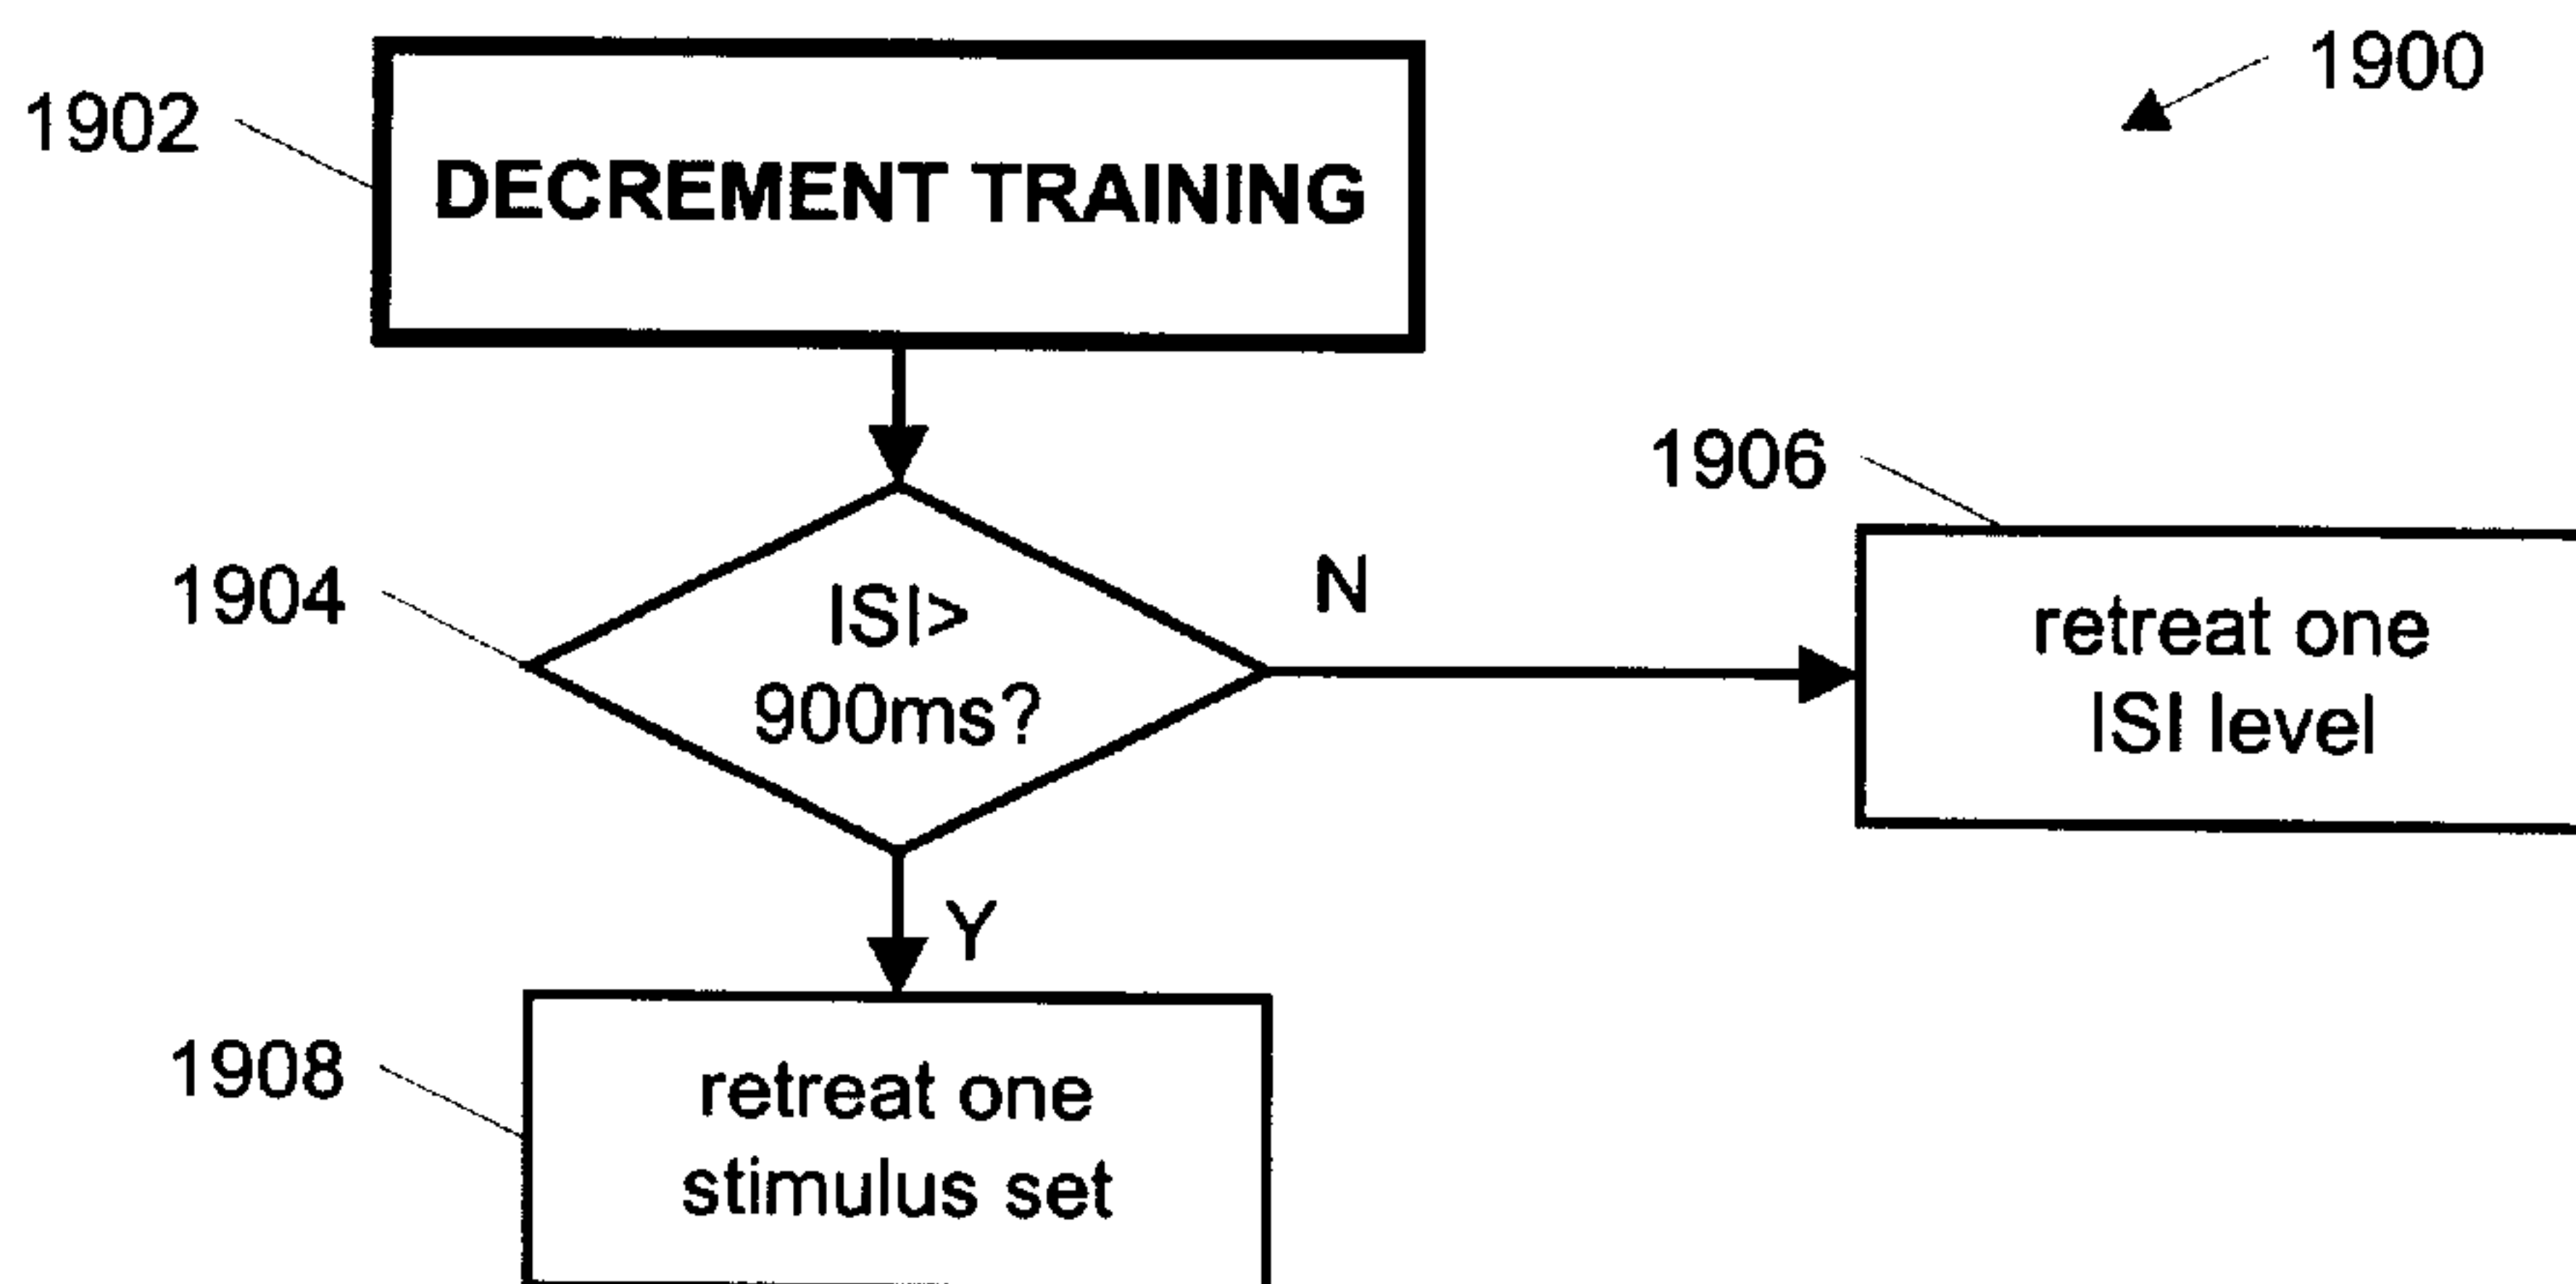 1900
1902
DECREMENT TRAINING
1904
ISI>
900ms?
N
1906
retreat one
ISI level
Y
1908
retreat one
stimulus set